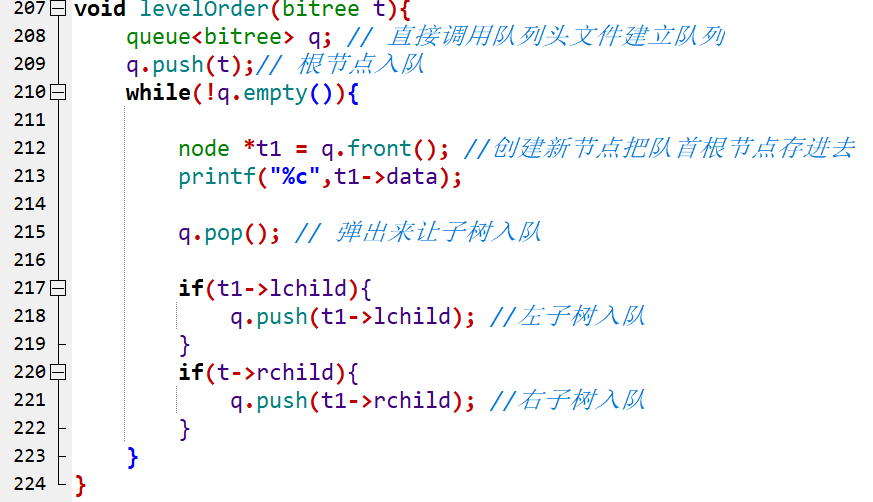 207 void levelOrder(bitree t){
208 queue<bitree> q; // 直接调用队列头文件建立队列
209 q.push(t);// 根节点入队
210 while(!q.empty()){
211
212 node *t1 = q.front(); //创建新节点把队首根节点存进去
213 printf("%c",t1->data);
214
215 q.pop(); // 弹出来让子树入队
216
217 if(t1->lchild){
218 q.push(t1->lchild); //左子树入队
219 }
220 if(t->rchild){
221 q.push(t1->rchild); //右子树入队
222 }
223 }
224 }